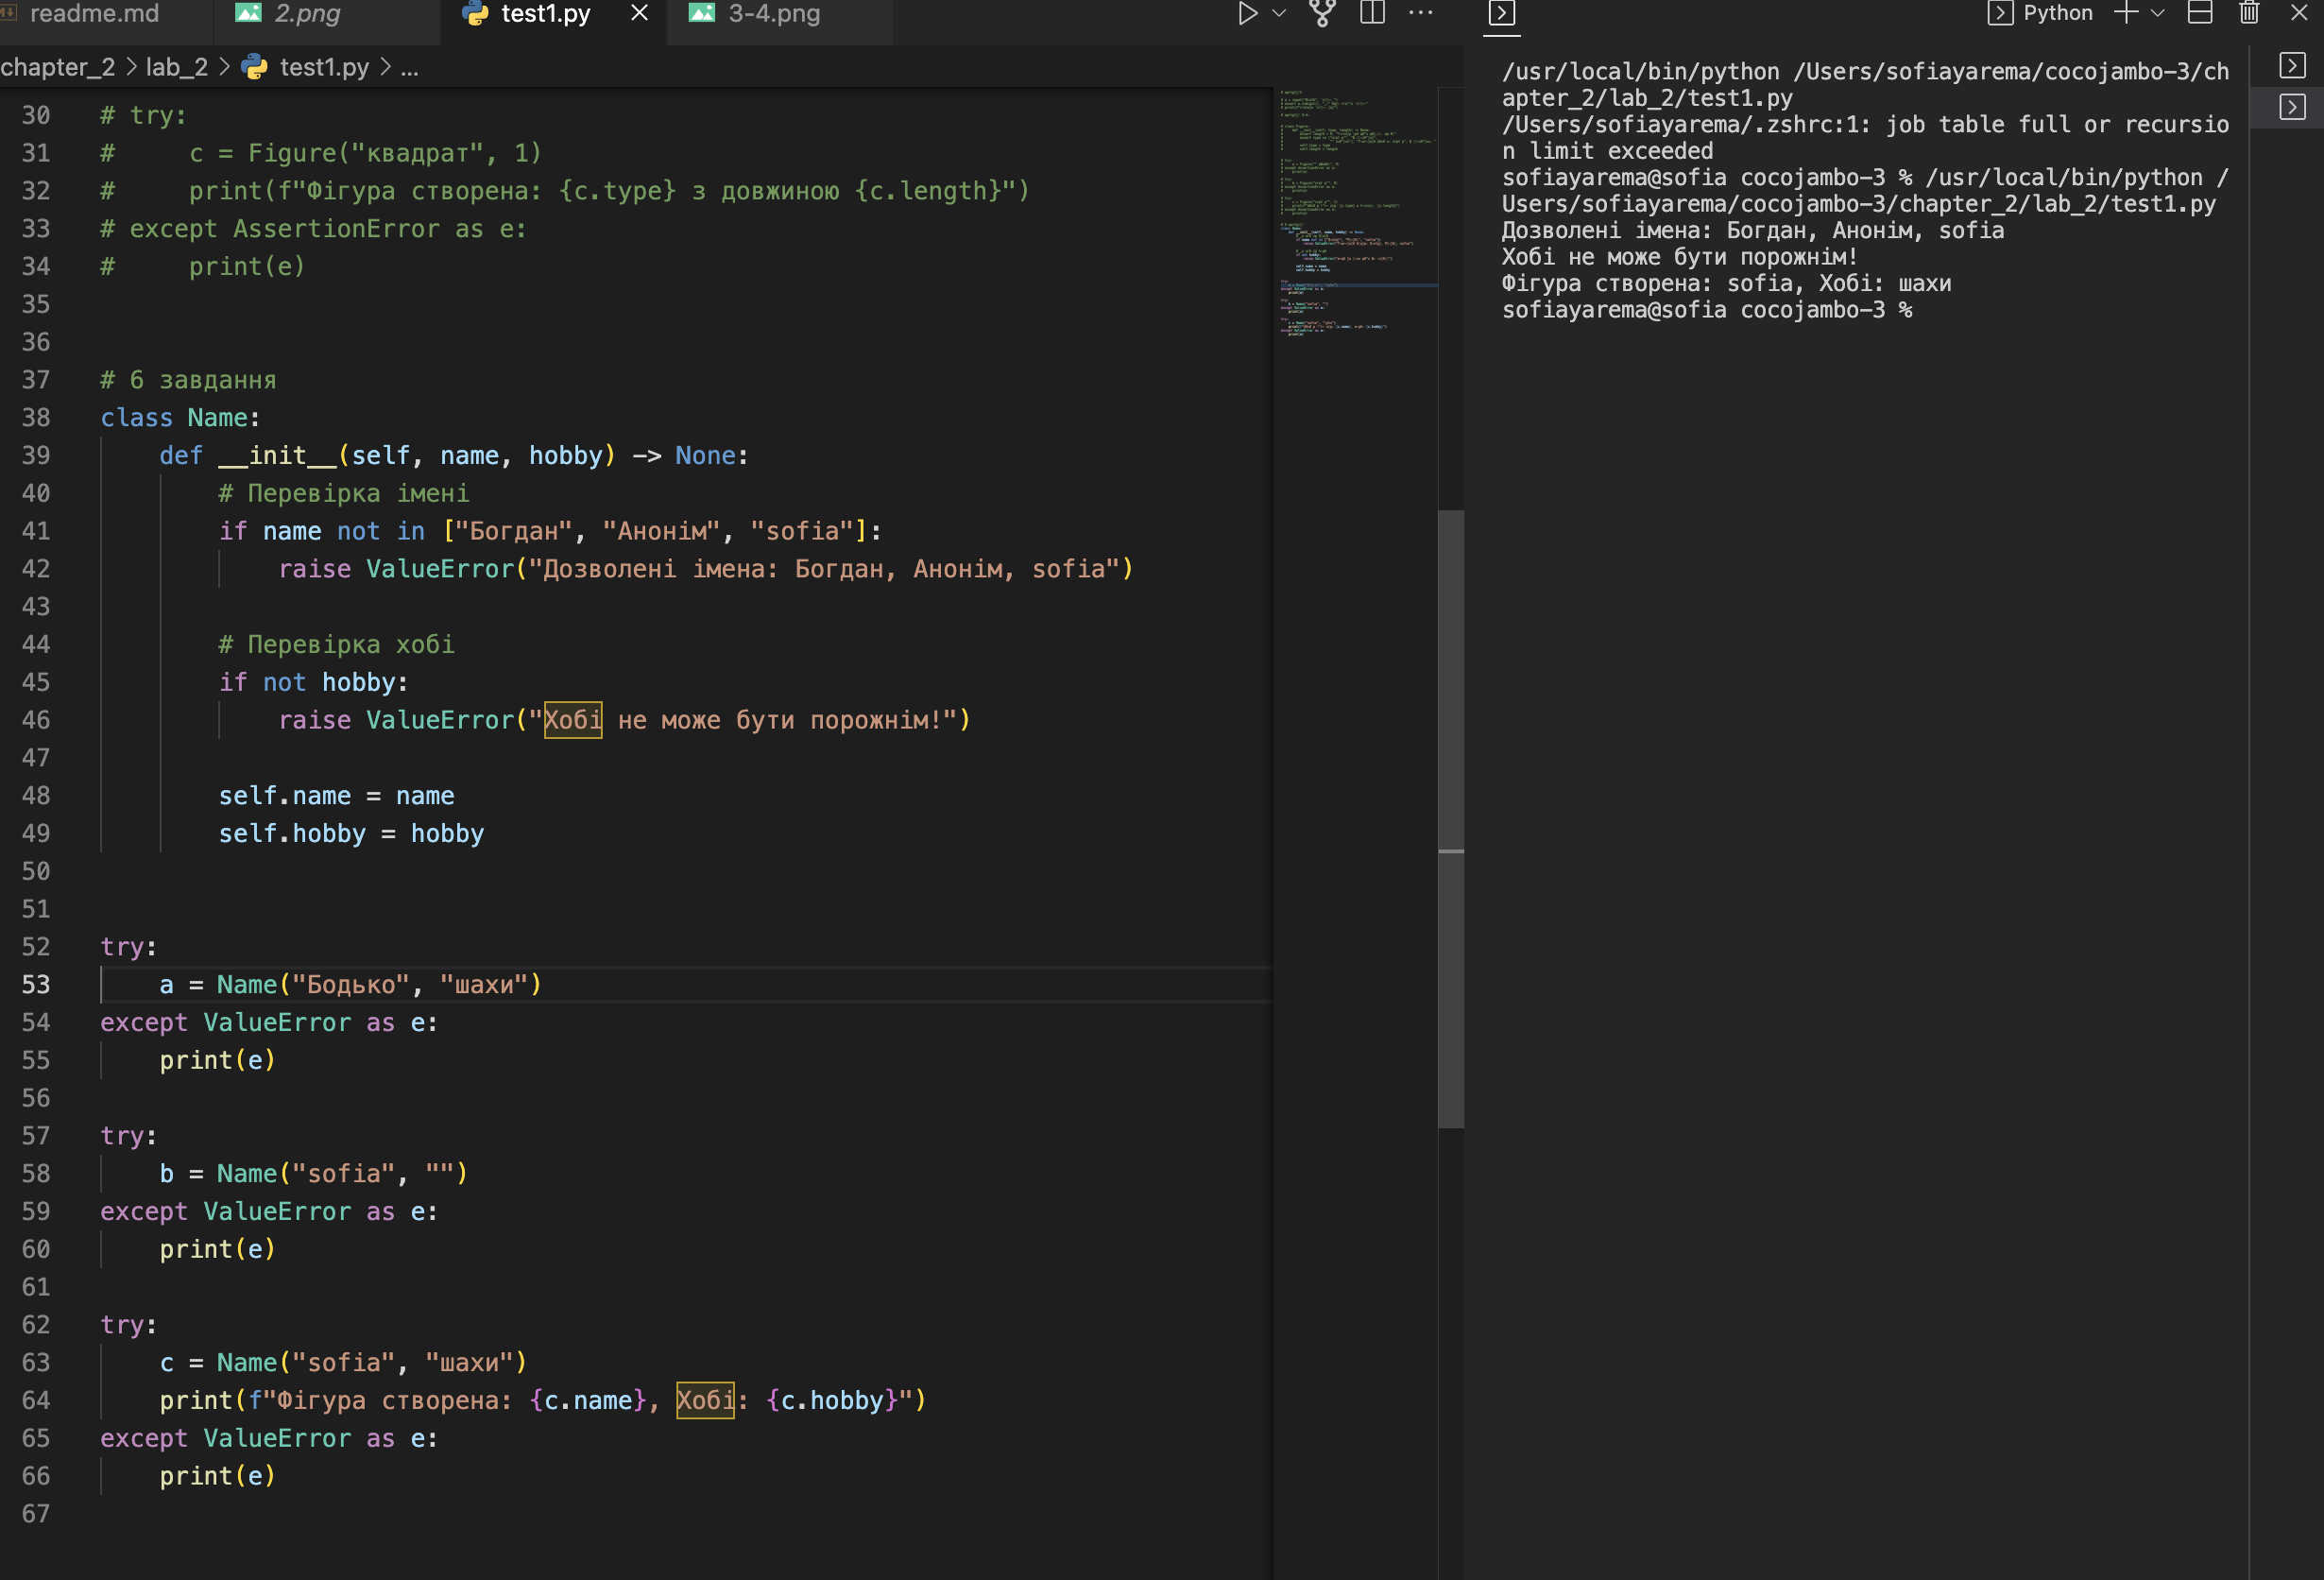 readme.md
2.png
test1.py
3-4.png
Python
chapter_2 > lab_2 > test1.py > ...
30 # try:
31 #     c = Figure("квадрат", 1)
32 #     print(f"Фігура створена: {c.type} з довжиною {c.length}")
33 # except AssertionError as e:
34 #     print(e)
35
36
37 # 6 завдання
38 class Name:
39     def __init__(self, name, hobby) -> None:
40         # Перевірка імені
41         if name not in ["Богдан", "Анонім", "sofia"]:
42             raise ValueError("Дозволені імена: Богдан, Анонім, sofia")
43
44         # Перевірка хобі
45         if not hobby:
46             raise ValueError("Хобі не може бути порожнім!")
47
48         self.name = name
49         self.hobby = hobby
50
51
52 try:
53     a = Name("Бодько", "шахи")
54 except ValueError as e:
55     print(e)
56
57 try:
58     b = Name("sofia", "")
59 except ValueError as e:
60     print(e)
61
62 try:
63     c = Name("sofia", "шахи")
64     print(f"Фігура створена: {c.name}, Хобі: {c.hobby}")
65 except ValueError as e:
66     print(e)
67
/usr/local/bin/python /Users/sofiayarema/cocojambo-3/ch
apter_2/lab_2/test1.py
/Users/sofiayarema/.zshrc:1: job table full or recursio
n limit exceeded
sofiayarema@sofia cocojambo-3 % /usr/local/bin/python /
Users/sofiayarema/cocojambo-3/chapter_2/lab_2/test1.py
Дозволені імена: Богдан, Анонім, sofia
Хобі не може бути порожнім!
Фігура створена: sofia, Хобі: шахи
sofiayarema@sofia cocojambo-3 %